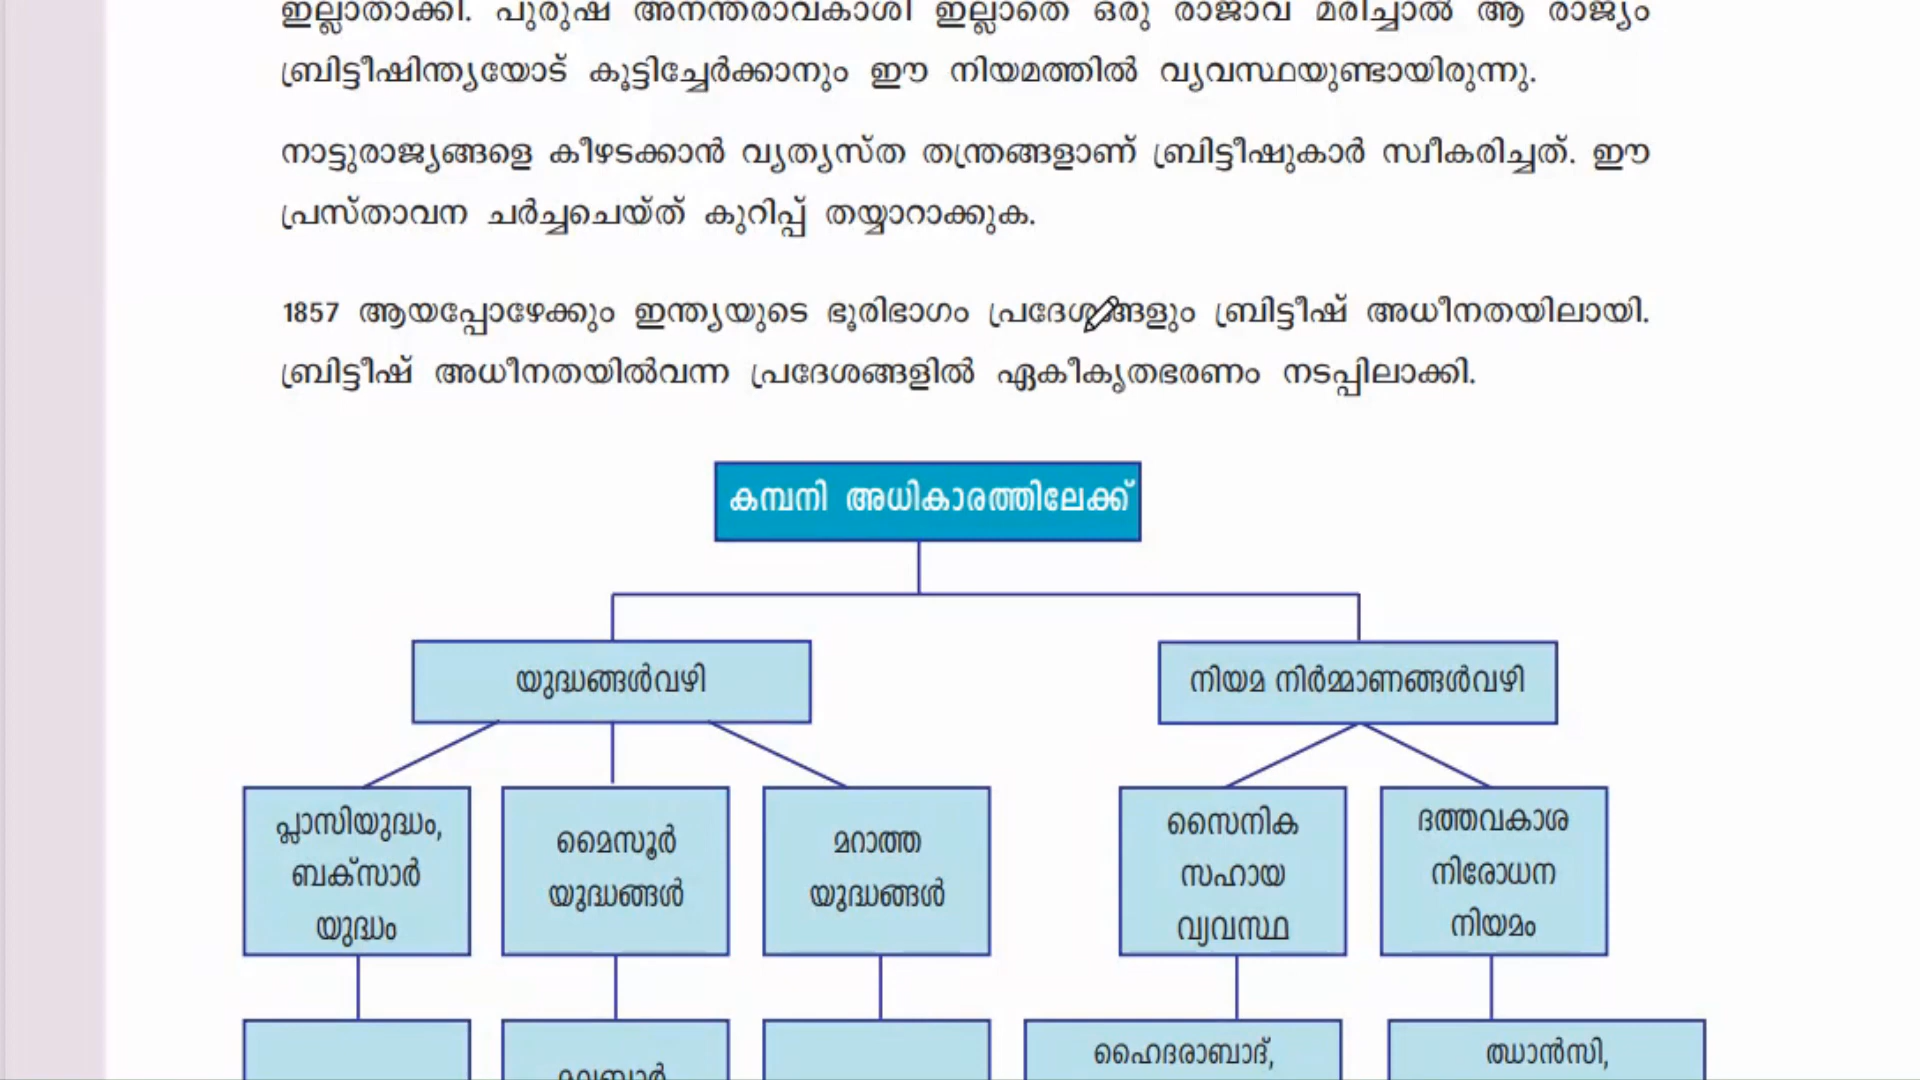 ഇല്ലാതാക്കി. പുരുഷ അനന്തരാവകാശി ഇല്ലാതെ ഒരു രാജാവ് മരിച്ചാൽ ആ രാജ്യം
ബ്രിട്ടീഷിന്ത്യയോട് കൂട്ടിച്ചേർക്കാനും ഈ നിയമത്തിൽ വ്യവസ്ഥയുണ്ടായിരുന്നു.
നാട്ടുരാജ്യങ്ങളെ കീഴടക്കാൻ വ്യത്യസ്ത തന്ത്രങ്ങളാണ് ബ്രിട്ടീഷുകാർ സ്വീകരിച്ചത്. ഈ
പ്രസ്താവന ചർച്ചചെയ്ത് കുറിപ്പ് തയ്യാറാക്കുക.
1857 ആയപ്പോഴേക്കും ഇന്ത്യയുടെ ഭൂരിഭാഗം പ്രദേശങ്ങളും ബ്രിട്ടീഷ് അധീനതയിലായി.
ബ്രിട്ടീഷ് അധീനതയിൽവന്ന പ്രദേശങ്ങളിൽ ഏകീകൃതഭരണം നടപ്പിലാക്കി.
കമ്പനി അധികാരത്തിലേക്ക്
യുദ്ധങ്ങൾവഴി
നിയമ നിർമ്മാണങ്ങൾവഴി
പ്ലാസിയുദ്ധം,
ബക്സാർ
യുദ്ധം
മൈസൂർ
യുദ്ധങ്ങൾ
മറാത്ത
യുദ്ധങ്ങൾ
സൈനിക
സഹായ
വ്യവസ്ഥ
ദത്തവകാശ
നിരോധന
നിയമം
ഹൈദരാബാദ്,
ഝാൻസി,